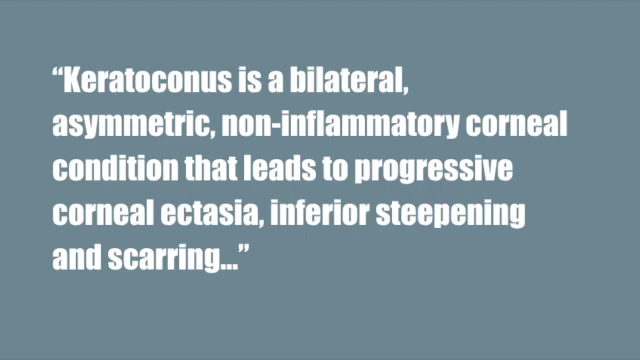 “Keratoconus is a bilateral,
asymmetric, non-inflammatory corneal
condition that leads to progressive
corneal ectasia, inferior steepening
and scarring...”